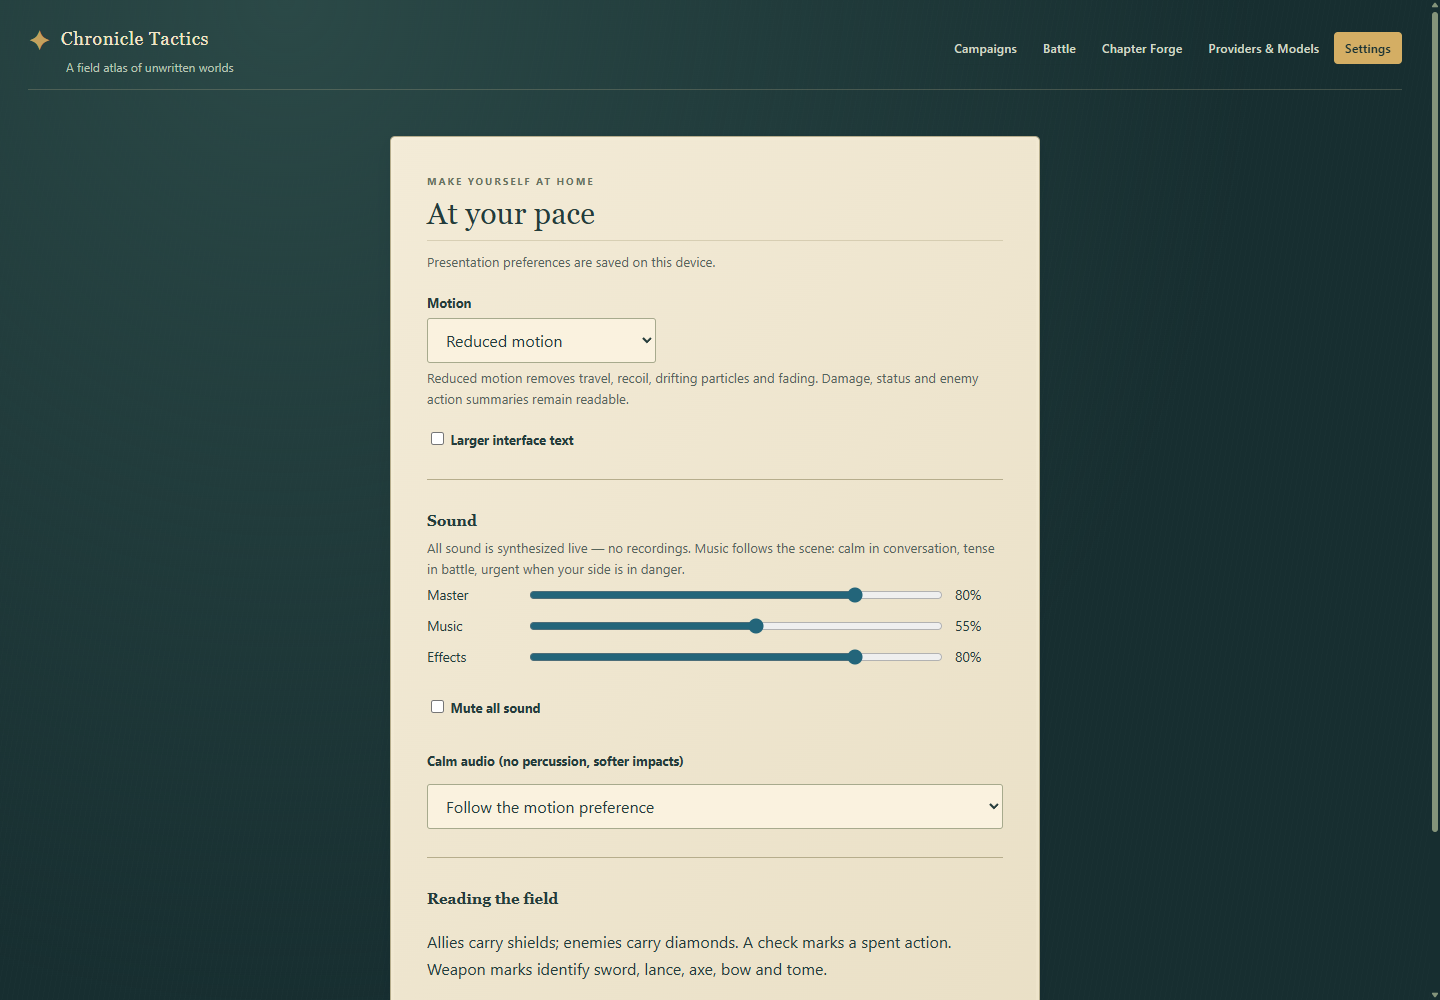 Chronicle Tactics
A field atlas of unwritten worlds
Campaigns
Battle
Chapter Forge
Providers & Models
Settings
MAKE YOURSELF AT HOME
At your pace
Presentation preferences are saved on this device.
Motion
Reduced motion
Reduced motion removes travel, recoil, drifting particles and fading. Damage, status and enemy
action summaries remain readable.
Larger interface text
Sound
All sound is synthesized live — no recordings. Music follows the scene: calm in conversation, tense
in battle, urgent when your side is in danger.
Master 80%
Music 55%
Effects 80%
Mute all sound
Calm audio (no percussion, softer impacts)
Follow the motion preference
Reading the field
Allies carry shields; enemies carry diamonds. A check marks a spent action.
Weapon marks identify sword, lance, axe, bow and tome.